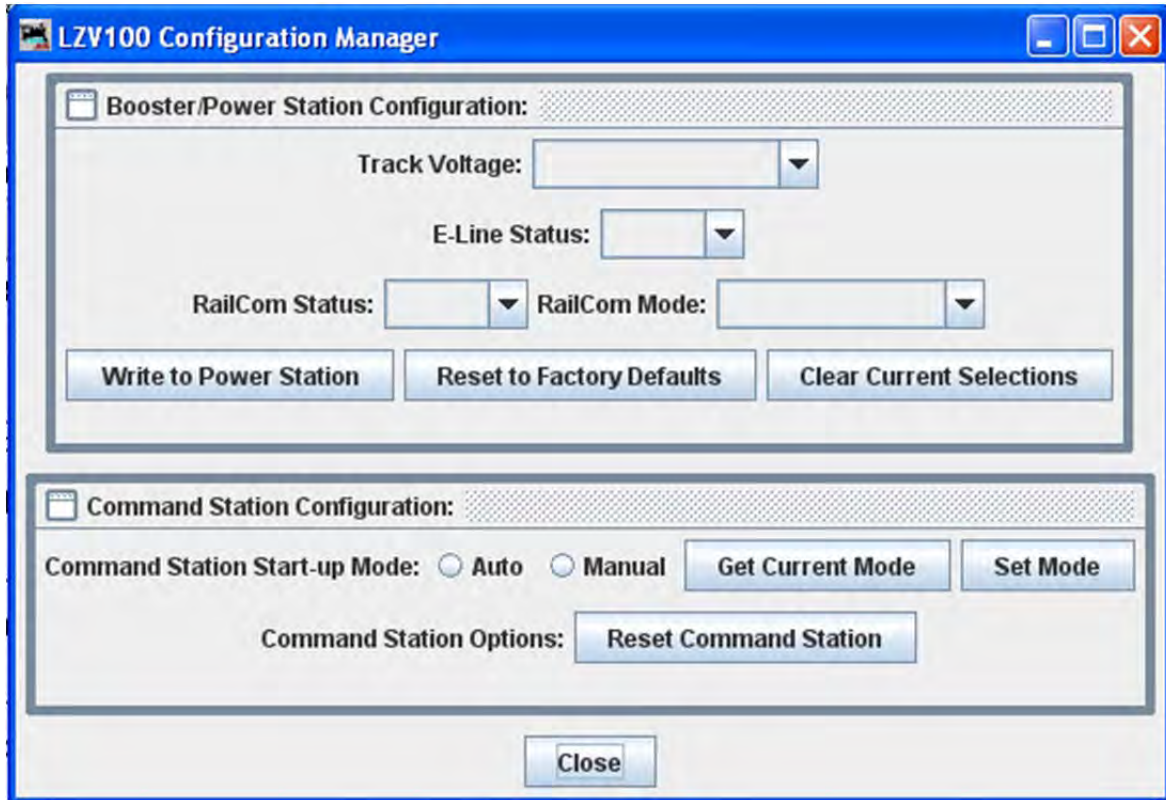 LZV100 Configuration Manager
Booster/Power Station Configuration:
Track Voltage:
E-Line Status:
RailCom Status: RailCom Mode:
Write to Power Station Reset to Factory Defaults Clear Current Selections
Command Station Configuration:
Command Station Start-up Mode: Auto Manual Get Current Mode Set Mode
Command Station Options: Reset Command Station
Close